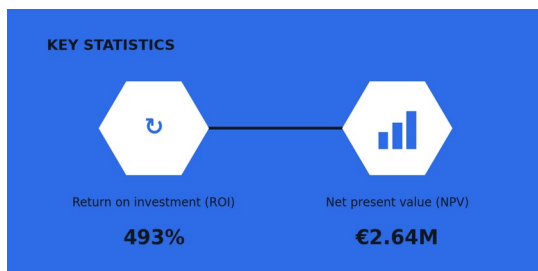 KEY STATISTICS
Return on investment (ROI)
493%
Net present value (NPV)
€2.64M